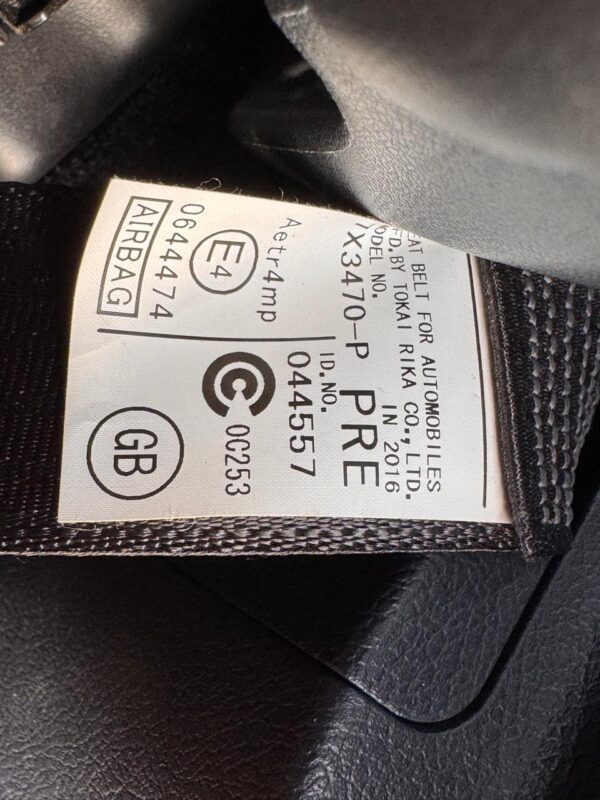 EAT BELT FOR AUTOMOBILES
FD. BY TOKAI RIKA CO., LTD.
ODEL NO. IN 2016
X3470-P PRE
Aetr4mp
E4
0644474
AIRBAG
ID.NO.
044557
C 0C253
GB